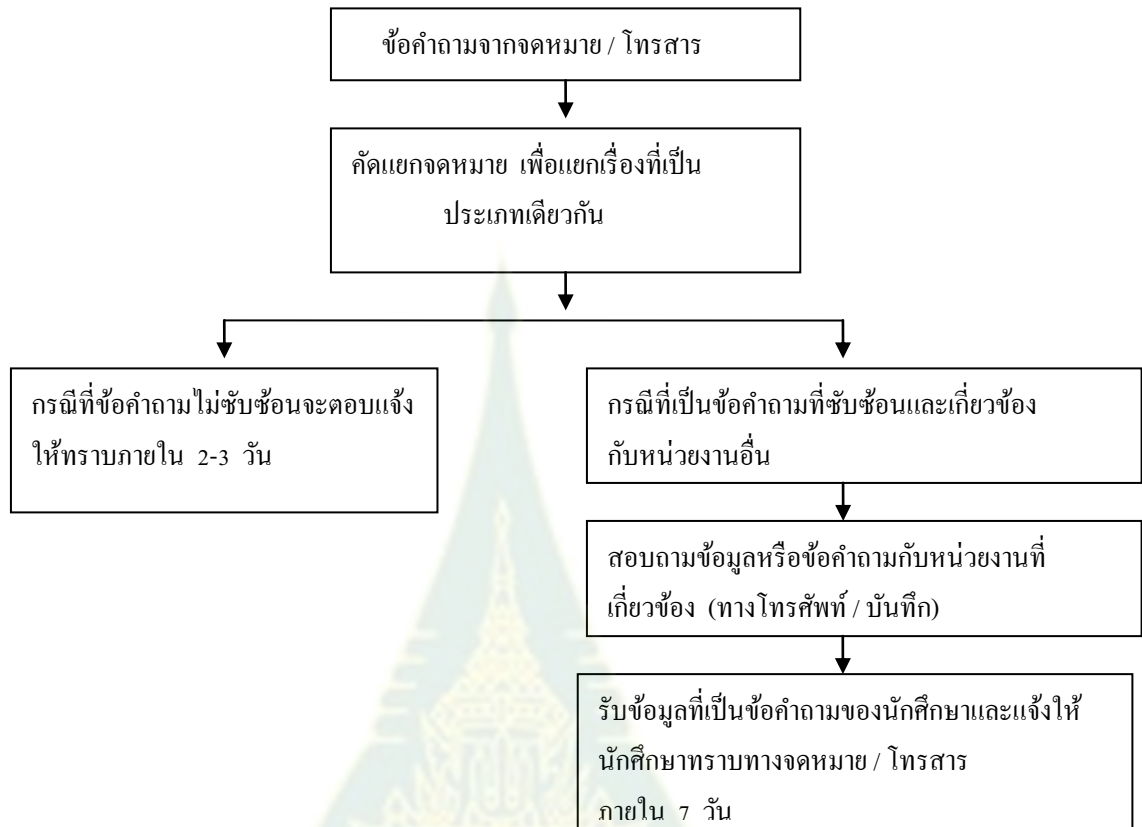 ข้อคำถามจากจดหมาย / โทรสาร
คัดแยกจดหมาย เพื่อแยกเรื่องที่เป็น
ประเภทเดียวกัน
กรณีที่ข้อคำถามไม่ซับซ้อนจะตอบแจ้ง
ให้ทราบภายใน 2-3 วัน
กรณีที่เป็นข้อคำถามที่ซับซ้อนและเกี่ยวข้อง
กับหน่วยงานอื่น
สอบถามข้อมูลหรือข้อคำถามกับหน่วยงานที่
เกี่ยวข้อง (ทางโทรศัพท์ / บันทึก)
รับข้อมูลที่เป็นข้อคำถามของนักศึกษาและแจ้งให้
นักศึกษาทราบทางจดหมาย / โทรสาร
ภายใน 7 วัน